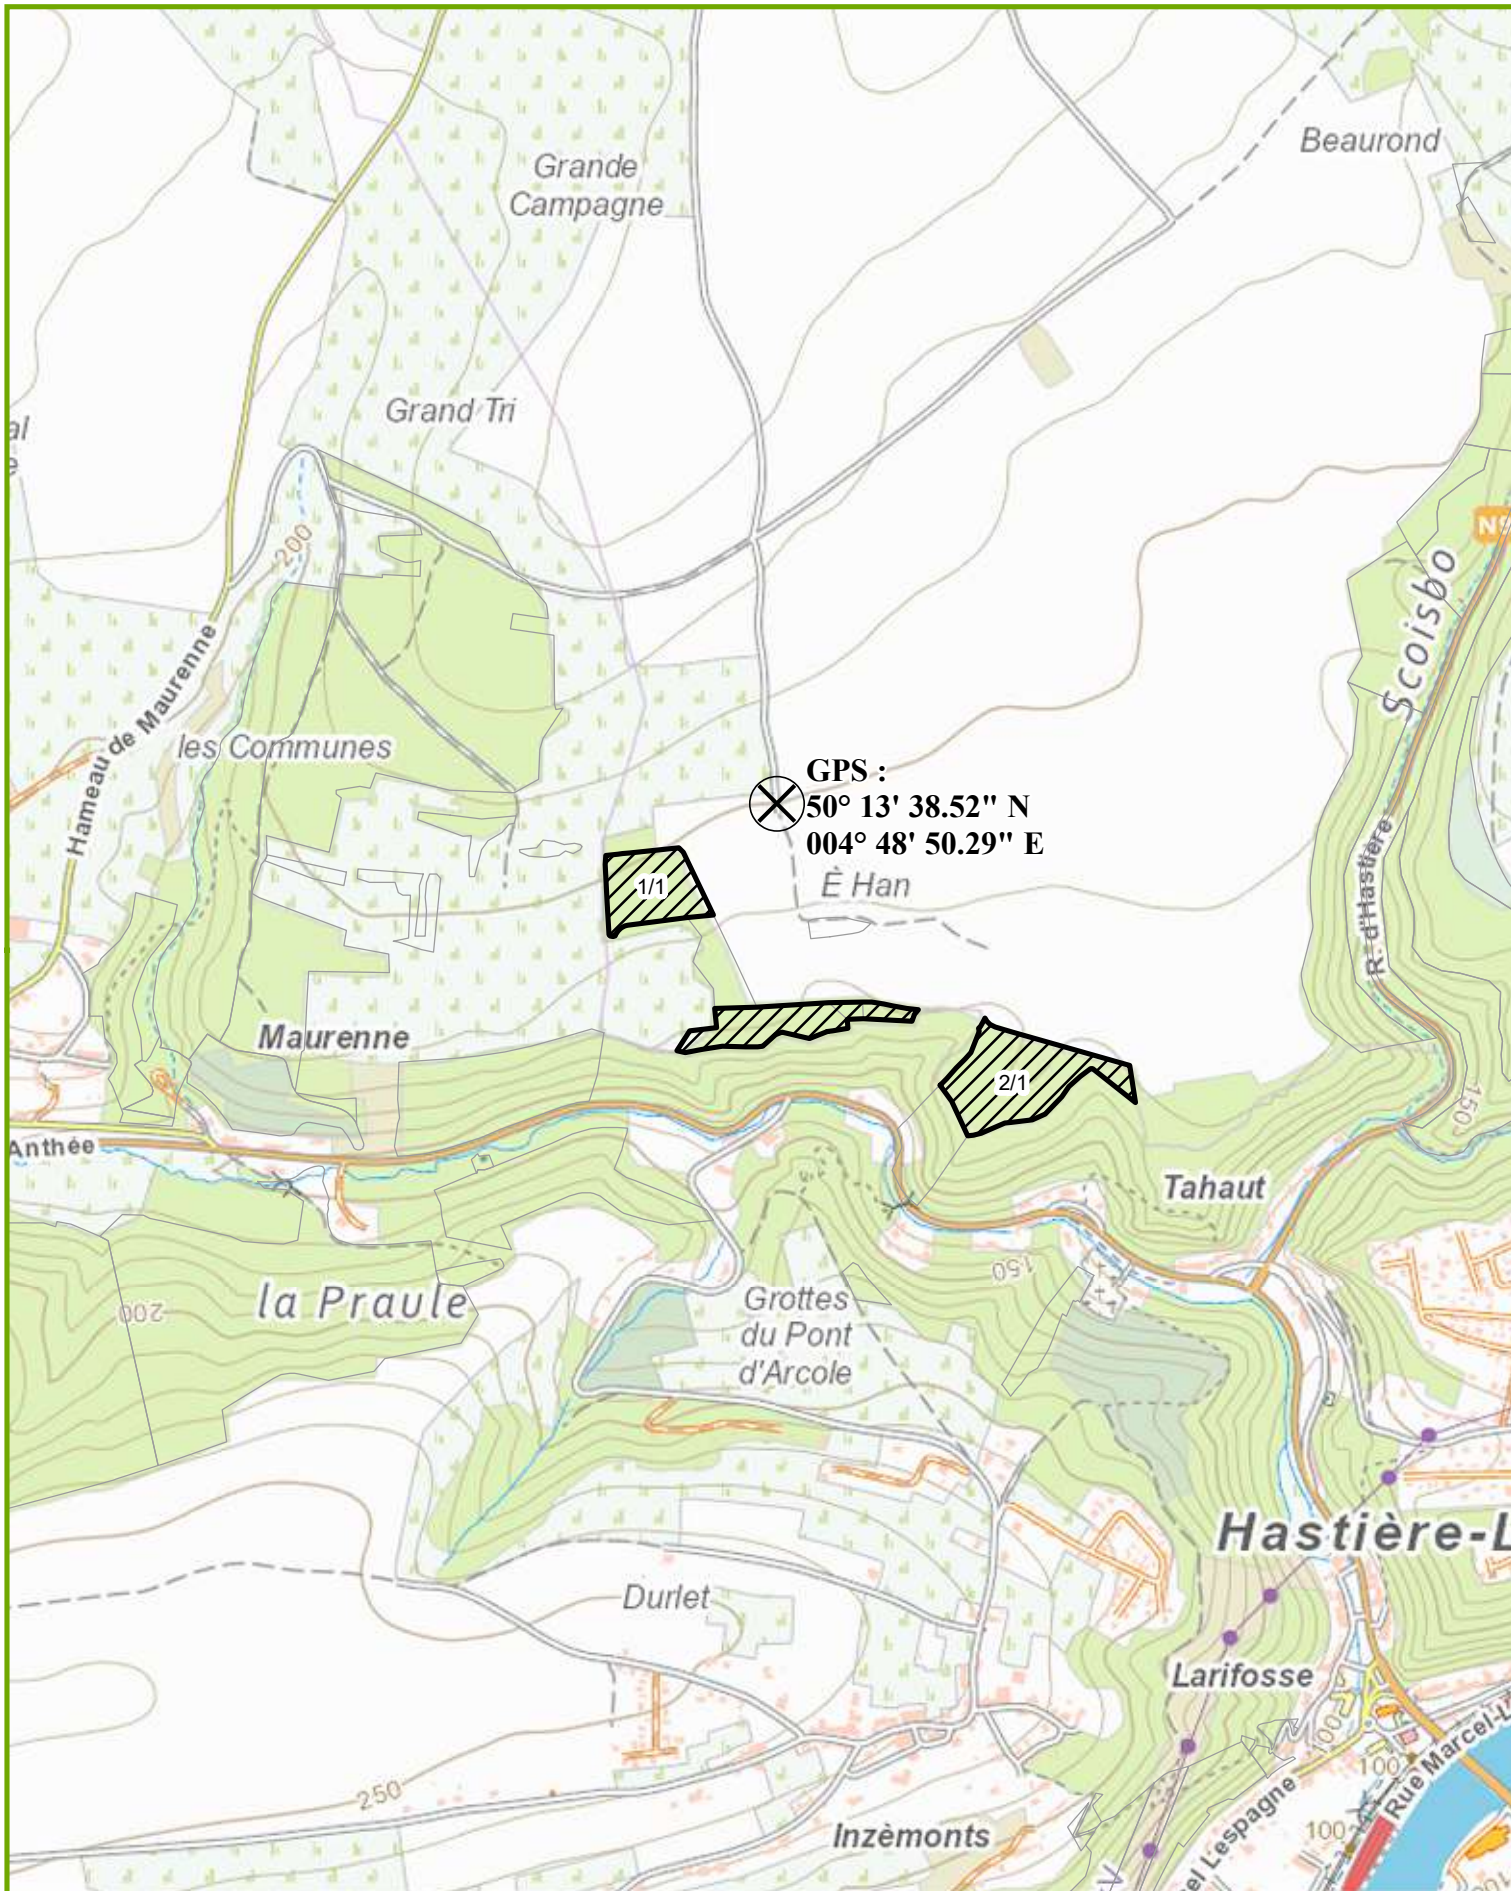 Beaurond
Grande
Campagne
Grand Tri
al
e
200
N9
Scoisbo
Hameau de Maurenne
les Communes
GPS :
50° 13' 38.52" N
004° 48' 50.29" E
È Han
1/1
R. d'Hastière
Maurenne
2/1
150
Anthée
Tahaut
150
la Praule
200
Grottes
du Pont
d'Arcole
Hastière-L
Durlet
Larifosse
250
100
100
Rue Marcel-L
Inzèmonts
el Lespagne
100